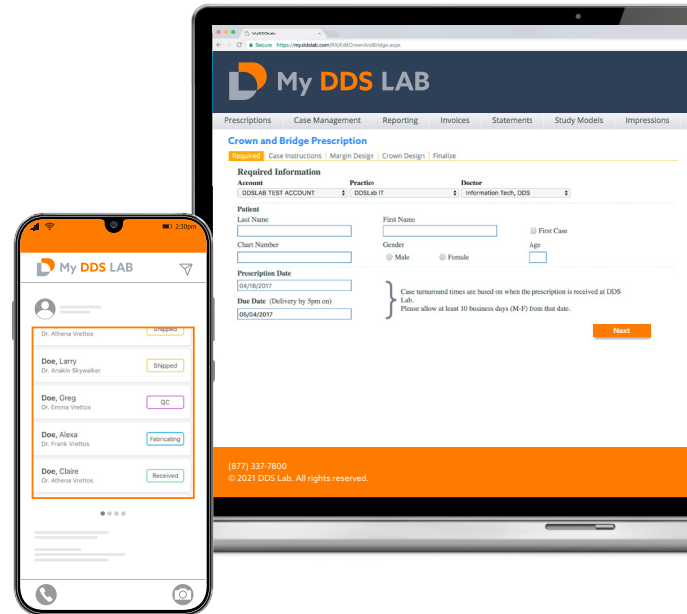 MyDDSLab
Secure https://my.ddslab.com/RX/EditCrownAndBridge.aspx
My DDS LAB
Prescriptions Case Management Reporting Invoices Statements Study Models Impressions
Crown and Bridge Prescription
Required Case Instructions Margin Design Crown Design Finalize
Required Information
Account Practice Doctor
DDSLAB TEST ACCOUNT DDSLab IT Information Tech, DDS
Patient
Last Name First Name
First Case
Chart Number Gender Age
Male Female
Prescription Date
04/18/2017
Due Date (Delivery by 5pm on)
05/04/2017
Case turnaround times are based on when the prescription is received at DDS
Lab.
Please allow at least 10 business days (M-F) from that date.
Next
(877) 337-7800
© 2021 DDS Lab. All rights reserved.
2:30pm
My DDS LAB
Dr. Athena Vrettos Shipped
Doe, Larry
Dr. Anakin Skywalker
Shipped
Doe, Greg
Dr. Emma Vrettos
QC
Doe, Alexa
Dr. Frank Vrettos
Fabricating
Doe, Claire
Dr. Athena Vrettos
Received